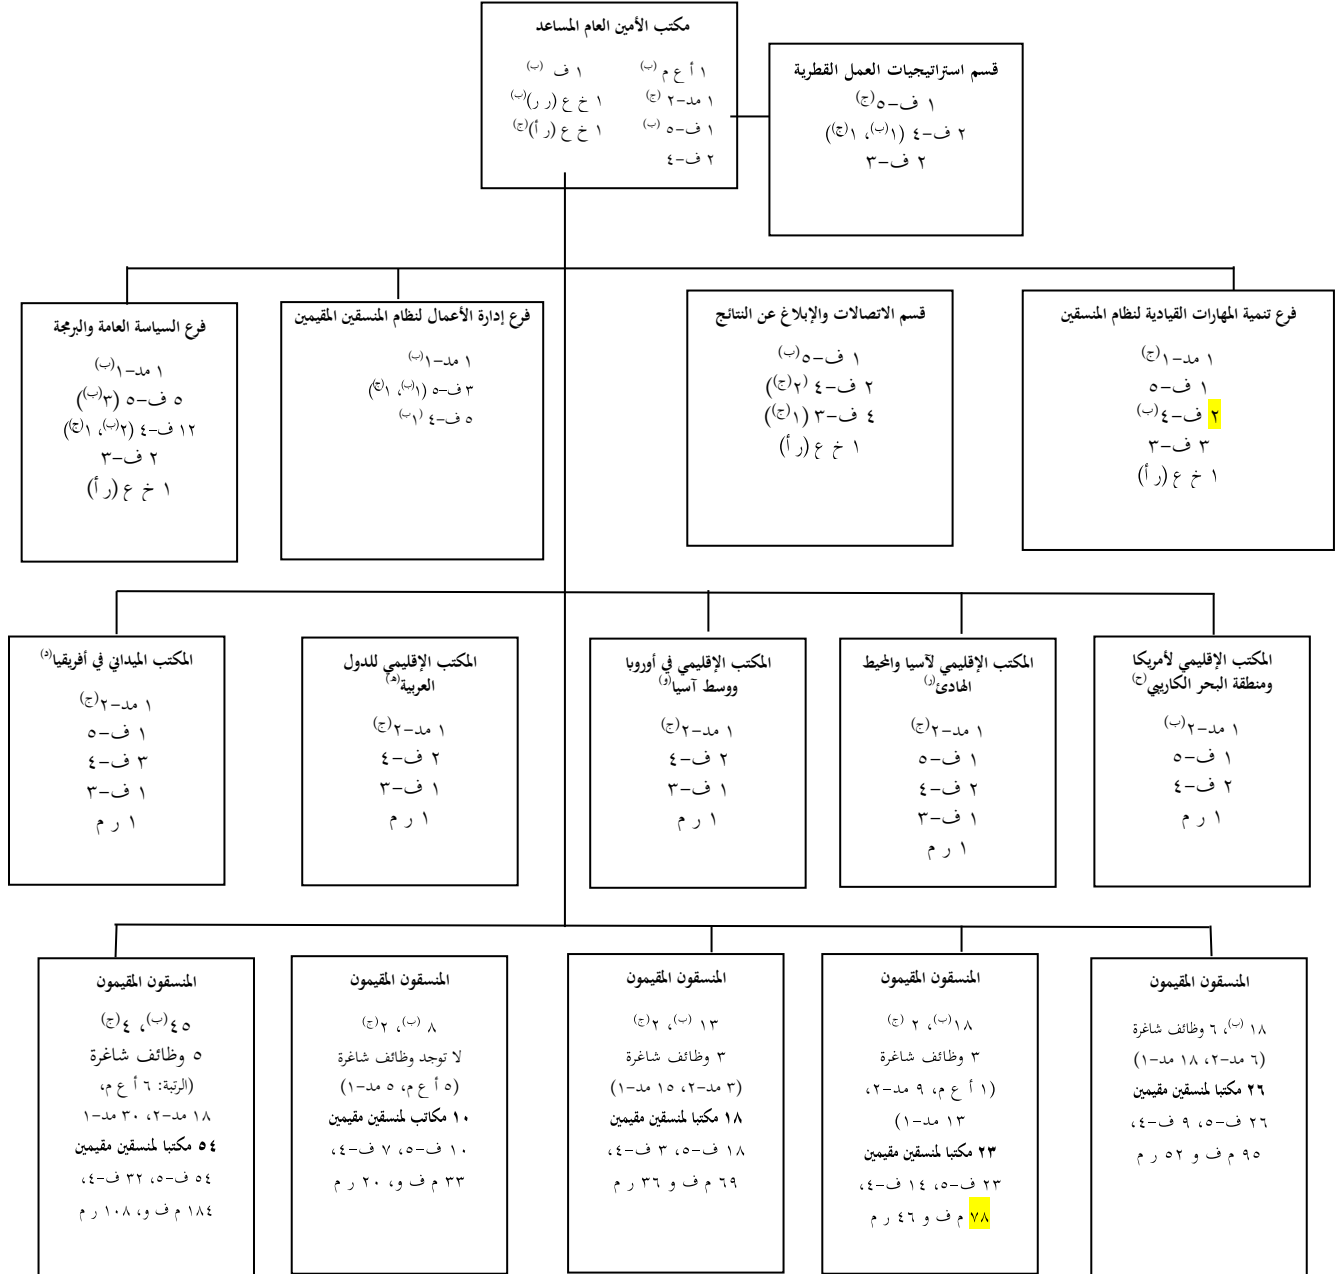 مكتب الأمين العام المساعد
١ أ ع م (ب)
١ مد-٢ (ج)
١ ف-٥ (ب)
٢ ف-٤
١ ف (ب)
١ خ ع (ر ر)(ب)
١ خ ع (ر أ)(ج)
قسم استراتيجيات العمل القطرية
١ ف-٥(ج)
٢ ف-٤ (١(ب)، ١(ج))
٢ ف-٣
فرع تنمية المهارات القيادية لنظام المنسقين
١ مد-١(ج)
١ ف-٥
٢ ف-٤(ب)
٣ ف-٣
١ خ ع (ر أ)
قسم الاتصالات والإبلاغ عن النتائج
١ ف-٥(ب)
٢ ف-٤ (٢(ج))
٤ ف-٣ (١(ج))
١ خ ع (ر أ)
فرع إدارة الأعمال لنظام المنسقين المقيمين
١ مد-١(ب)
٣ ف-٥ (١(ب)، ١(ج))
٥ ف-٤ (١(ب)
فرع السياسة العامة والبرمجة
١ مد-١(ب)
٥ ف-٥ (٣(ب))
١٢ ف-٤ (٢(ب)، ١(ج))
٢ ف-٣
١ خ ع (ر أ)
المكتب الإقليمي لأمريكا
ومنطقة البحر الكاريبي(ح)
١ مد-٢(ب)
١ ف-٥
٢ ف-٤
١ ر م
المكتب الإقليمي لآسيا والمحيط
الهادئ(ز)
١ مد-٢(ج)
١ ف-٥
٢ ف-٤
١ ف-٣
١ ر م
المكتب الإقليمي في أوروبا
ووسط آسيا(و)
١ مد-٢(ج)
٢ ف-٤
١ ف-٣
١ ر م
المكتب الإقليمي للدول
العربية(ه)
١ مد-٢(ج)
٢ ف-٤
١ ف-٣
١ ر م
المكتب الميداني في أفريقيا(د)
١ مد-٢(ج)
١ ف-٥
٣ ف-٤
١ ف-٣
١ ر م
المنسقون المقيمون
١٨ (ب)، ٦ وظائف شاغرة
(٦ مد-٢، ١٨ مد-١)
٢٦ مكتبا لمنسقين مقيمين
٢٦ ف-٥، ٩ ف-٤،
٩٥ م ف و ٥٢ ر م
المنسقون المقيمون
١٨(ب)، ٢ (ج)
٣ وظائف شاغرة
(١ أ ع م، ٩ مد-٢،
١٣ مد-١)
٢٣ مكتبا لمنسقين مقيمين
٢٣ ف-٥، ١٤ ف-٤،
٧٨ م ف و ٤٦ ر م
المنسقون المقيمون
١٣ (ب)، ٢(ج)
٣ وظائف شاغرة
(٣ مد-٢، ١٥ مد-١)
١٨ مكتبا لمنسقين مقيمين
١٨ ف-٥، ٣ ف-٤،
٦٩ م ف و ٣٦ ر م
المنسقون المقيمون
٨ (ب)، ٢(ج)
لا توجد وظائف شاغرة
(٥ أ ع م، ٥ مد-١)
١٠ مكاتب لمنسقين مقيمين
١٠ ف-٥، ٧ ف-٤،
٣٣ م ف و، ٢٠ ر م
المنسقون المقيمون
٤٥(ب)، ٤(ج)
٥ وظائف شاغرة
(الرتبة: ٦ أ ع م،
١٨ مد-٢، ٣٠ مد-١
٥٤ مكتبا لمنسقين مقيمين
٥٤ ف-٥، ٣٢ ف-٤،
١٨٤ م ف و، ١٠٨ ر م